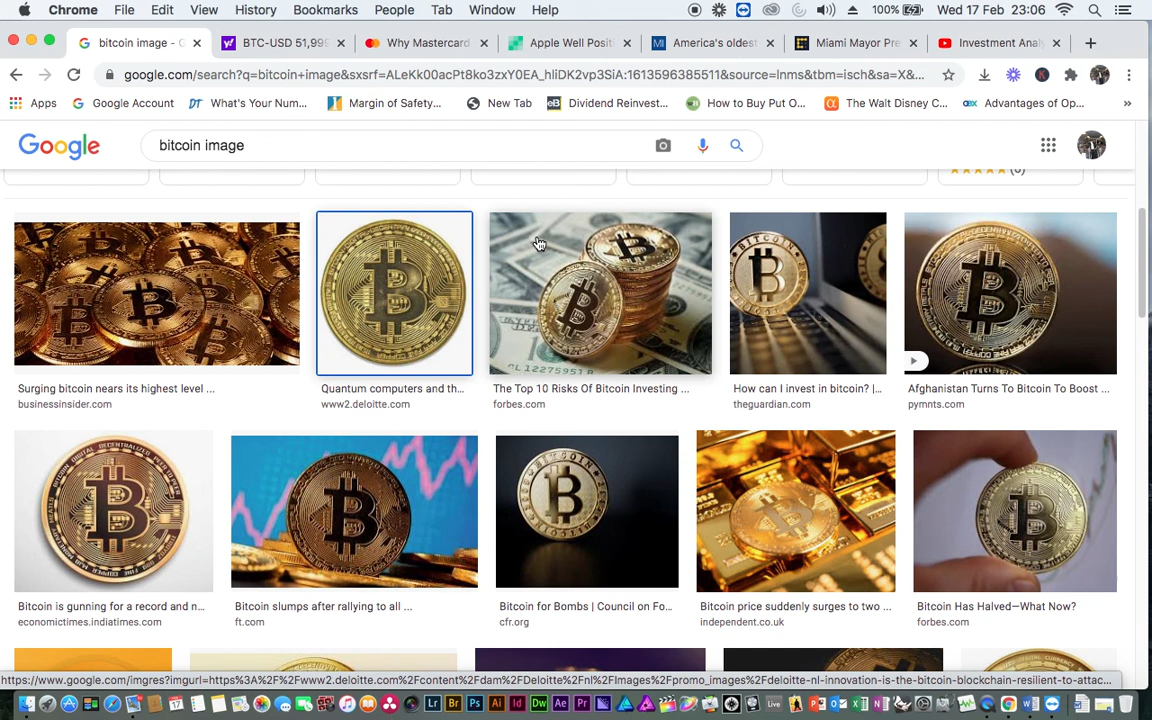 Chrome File Edit View History Bookmarks People Tab Window Help 100% Wed 17 Feb 23:06
bitcoin image - G BTC-USD 51,999 Why Mastercard Apple Well Posit America's oldest Miami Mayor Pre Investment Anal
google.com/search?q=bitcoin+image&sxsrf=ALeKk00acPt8ko3zxY0EA_hIiDK2vp3SiA:1613596385511&source=lnms&tbm=isch&sa=X&...
Apps Google Account What's Your Num... Margin of Safety... New Tab Dividend Reinvest... How to Buy Put O... The Walt Disney C... Advantages of Op... »
Google bitcoin image
Surging bitcoin nears its highest level ... Quantum computers and th... The Top 10 Risks Of Bitcoin Investing ... How can I invest in bitcoin? |... Afghanistan Turns To Bitcoin To Boost ...
businessinsider.com www2.deloitte.com forbes.com theguardian.com pymnts.com
Bitcoin is gunning for a record and n... Bitcoin slumps after rallying to all ... Bitcoin for Bombs | Council on Fo... Bitcoin price suddenly surges to two ... Bitcoin Has Halved—What Now?
economictimes.indiatimes.com ft.com cfr.org independent.co.uk forbes.com
https://www.google.com/imgres?imgurl=https%3A%2F%2Fwww2.deloitte.com%2Fcontent%2Fdam%2FDeloitte%2Fnl%2FImages%2Fpromo_images%2Fdeloitte-nl-innovation-is-the-bitcoin-blockchain-resilient-to-attac...